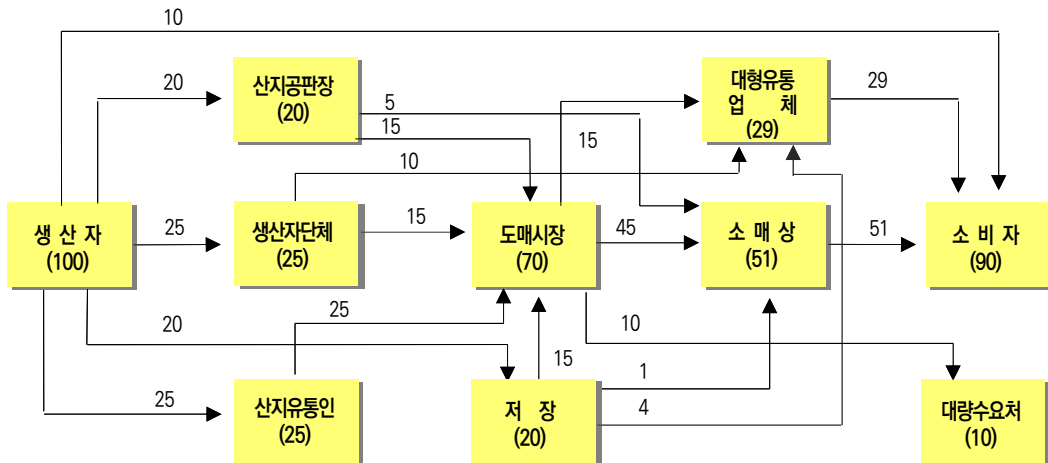 10
20
산지공판장
(20)
5
15
대형유통
업 체
(29)
29
15
10
생 산 자
(100)
25
생산자단체
(25)
15
도매시장
(70)
45
소 매 상
(51)
51
소 비 자
(90)
25
20
15
10
1
4
25
산지유통인
(25)
저 장
(20)
대량수요처
(10)